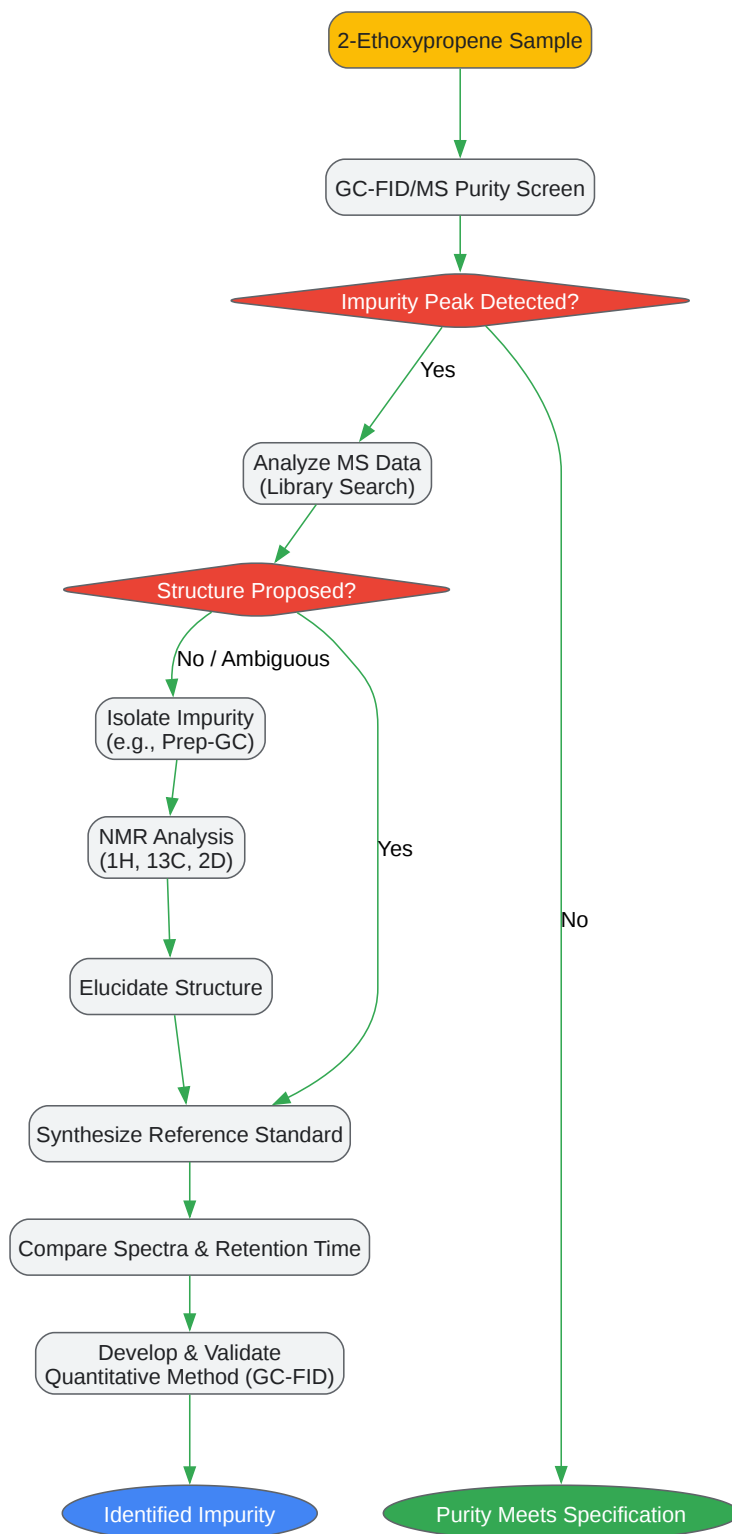 2-Ethoxypropene Sample
GC-FID/MS Purity Screen
Impurity Peak Detected?
Yes
Analyze MS Data
(Library Search)
Structure Proposed?
No / Ambiguous
Isolate Impurity
(e.g., Prep-GC)
NMR Analysis
(1H, 13C, 2D)
Yes
No
Elucidate Structure
Synthesize Reference Standard
Compare Spectra & Retention Time
Develop & Validate
Quantitative Method (GC-FID)
Identified Impurity
Purity Meets Specification